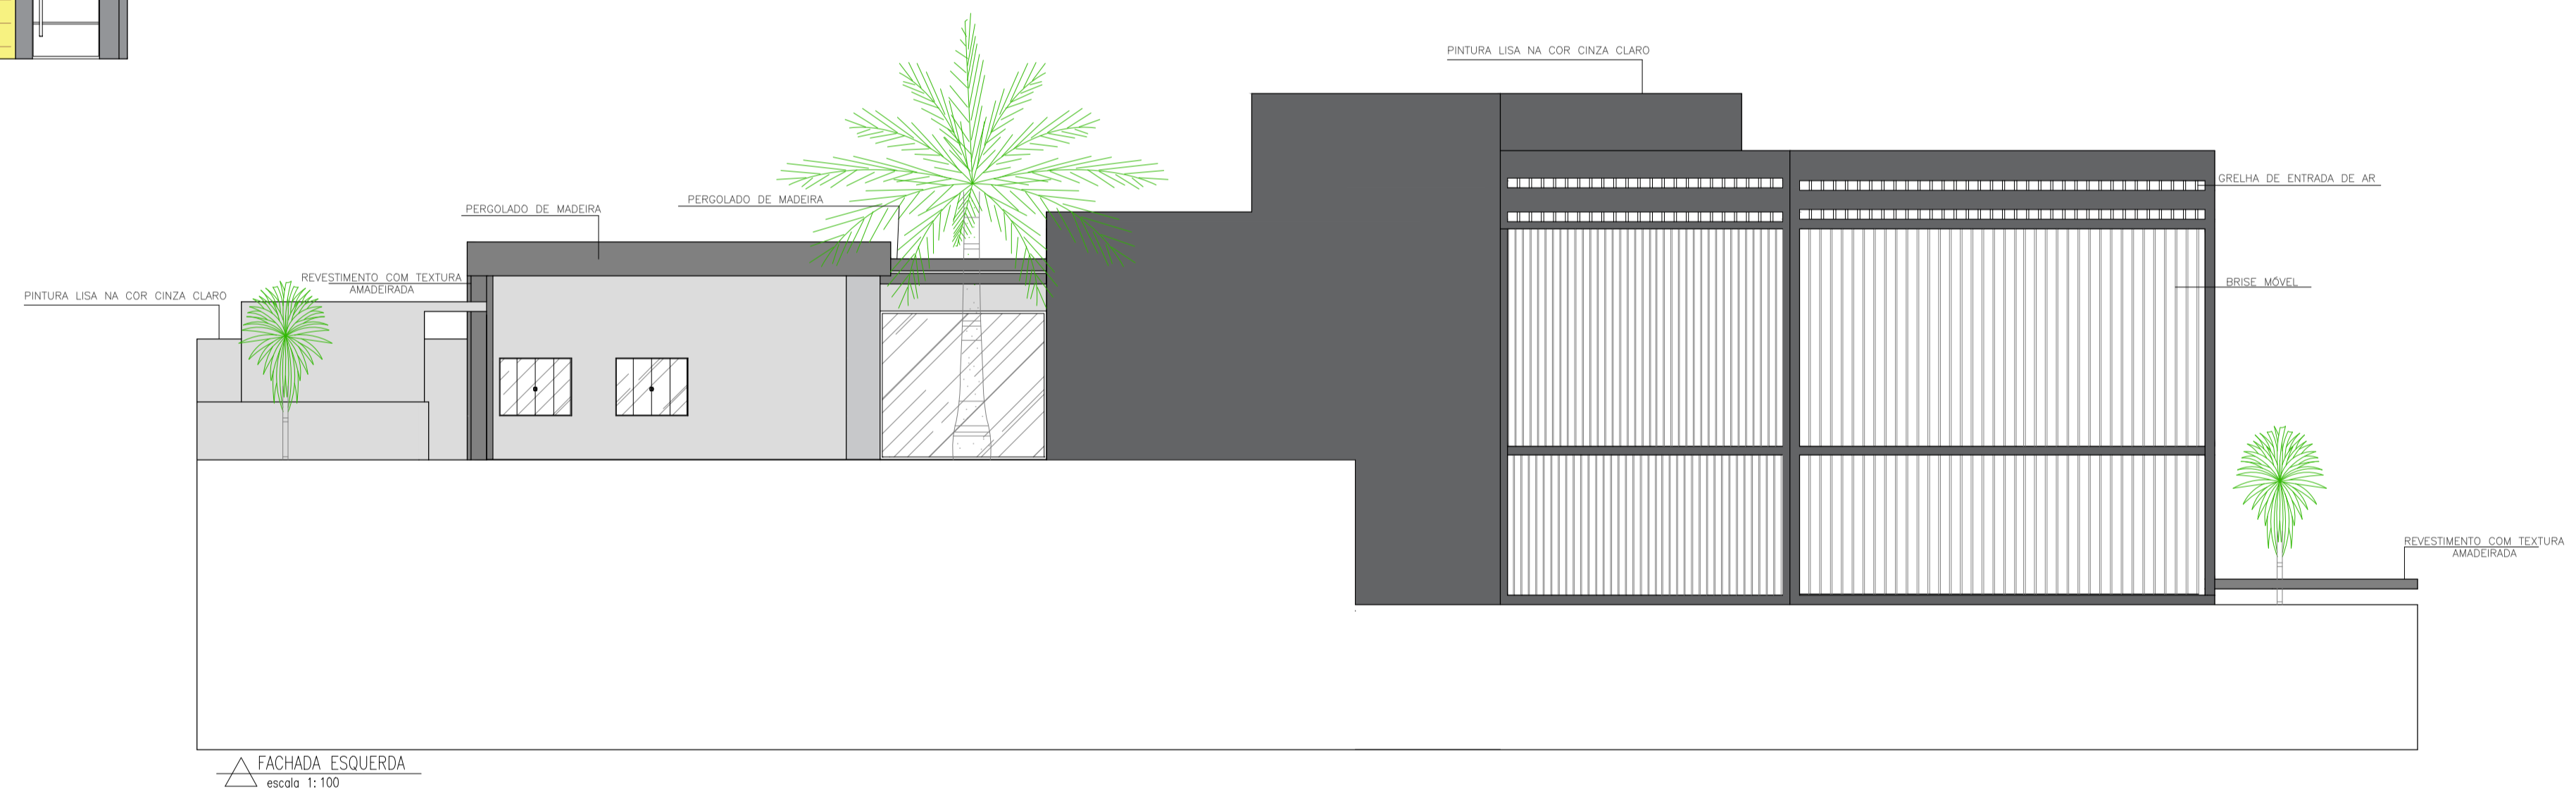 PINTURA LISA NA COR CINZA CLARO
GRELHA DE ENTRADA DE AR
PERGOLADO DE MADEIRA
PERGOLADO DE MADEIRA
REVESTIMENTO COM TEXTURA
AMADEIRADA
PINTURA LISA NA COR CINZA CLARO
BRISE MÓVEL
REVESTIMENTO COM TEXTURA
AMADEIRADA
FACHADA ESQUERDA
escala 1:100